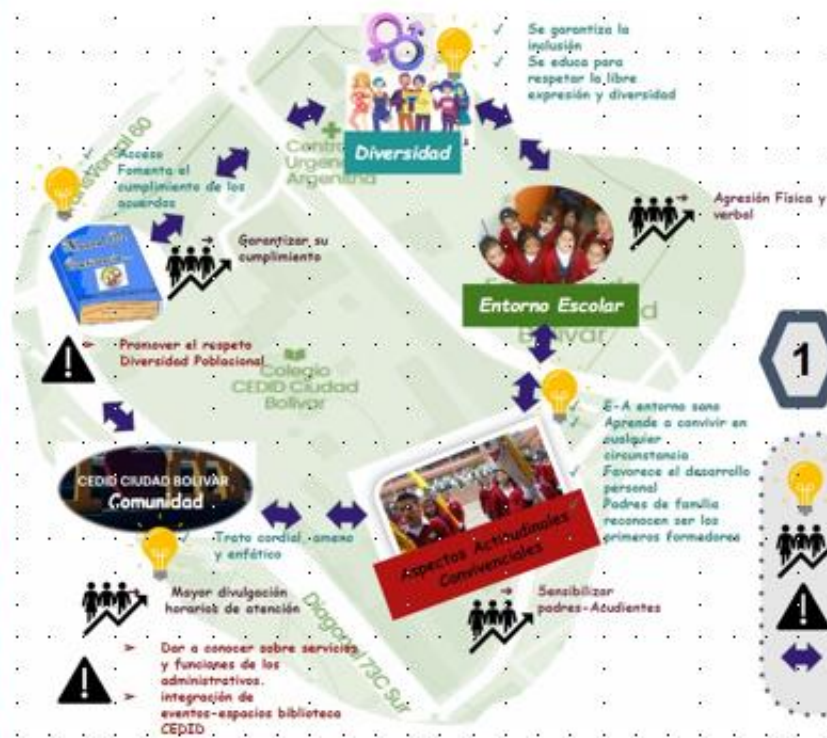 Se garantiza la
inclusión
Se educa para
respetar la libre
expresión y diversidad
Diversidad
Transversal 60
Acceso
Fomenta el
cumplimiento de los
acuerdos
Garantizar su
cumplimiento
Agresión Física y
verbal
Entorno Escolar
Bolívar
Promover el respeto
Diversidad Poblacional
Colegio
CEDID Ciudad
Bolívar
1
E-A entorno sano
Aprende a convivir en
cualquier
circunstancia
Favorece el desarrollo
personal
Padres de familia
reconocen ser los
primeros formadores
CEDID CIUDAD BOLIVAR
Comunidad
Trato cordial, ameno
y enfático
Aspectos Actitudinales
Convivenciales
Mayor divulgación
horarios de atención
Sensibilizar
padres-Acudientes
Diagonal 73C Sur
Dar a conocer sobre servicios
y funciones de los
administrativos.
integración de
eventos-espacios biblioteca
CEDID